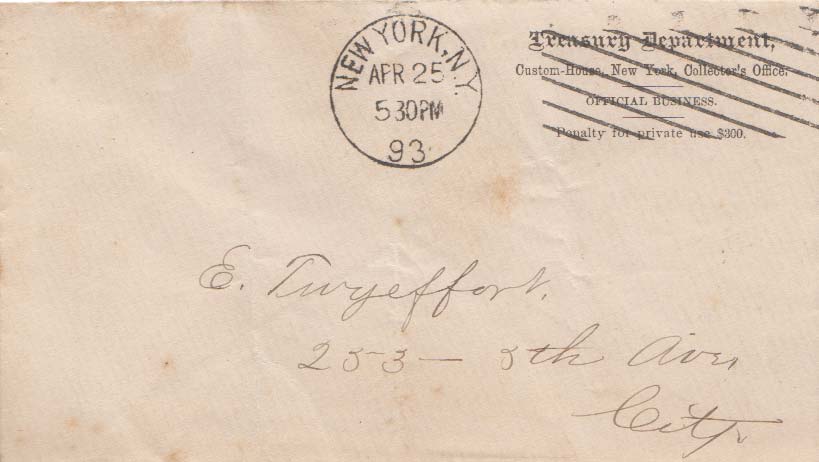 NEW YORK, N.Y.
APR 25
5 30 PM
93
Treasury Department,
Custom-House, New York, Collector's Office.
OFFICIAL BUSINESS.
Penalty for private use $300.
E. Twyeffort.
253 — 5th Ave
City